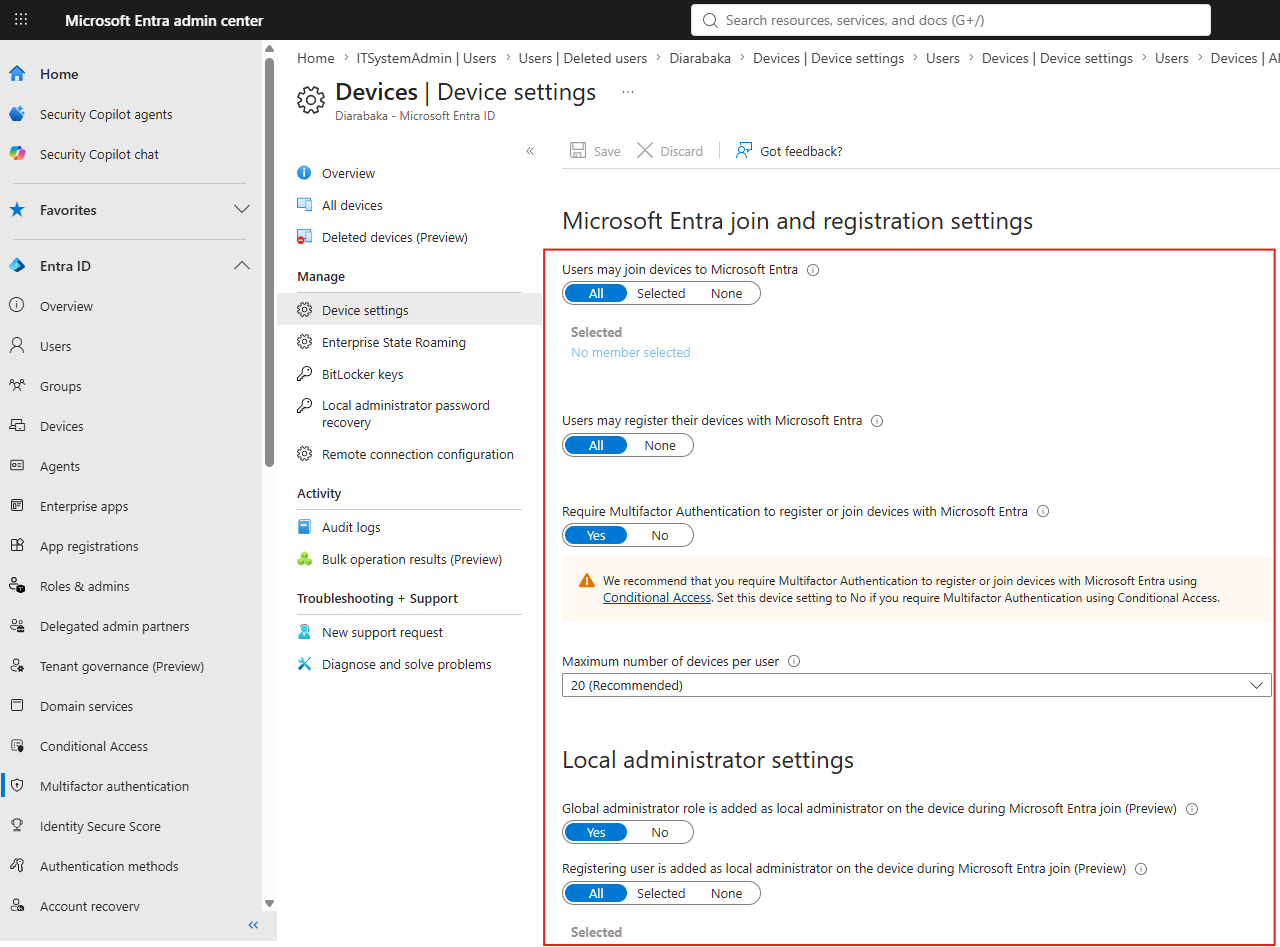 Microsoft Entra admin center
Search resources, services, and docs (G+/)
Home
Security Copilot agents
Security Copilot chat
Favorites
Entra ID
Overview
Users
Groups
Devices
Agents
Enterprise apps
App registrations
Roles & admins
Delegated admin partners
Tenant governance (Preview)
Domain services
Conditional Access
Multifactor authentication
Identity Secure Score
Authentication methods
Account recovery
Home > ITSystemAdmin | Users > Users | Deleted users > Diarabaka > Devices | Device settings > Users > Devices | Device settings > Users > Devices | Al
Devices | Device settings ...
Diarabaka - Microsoft Entra ID
Overview
All devices
Deleted devices (Preview)
Manage
Device settings
Enterprise State Roaming
BitLocker keys
Local administrator password
recovery
Remote connection configuration
Activity
Audit logs
Bulk operation results (Preview)
Troubleshooting + Support
New support request
Diagnose and solve problems
Save Discard Got feedback?
Microsoft Entra join and registration settings
Users may join devices to Microsoft Entra
All Selected None
Selected
No member selected
Users may register their devices with Microsoft Entra
All None
Require Multifactor Authentication to register or join devices with Microsoft Entra
Yes No
We recommend that you require Multifactor Authentication to register or join devices with Microsoft Entra using
Conditional Access. Set this device setting to No if you require Multifactor Authentication using Conditional Access.
Maximum number of devices per user
20 (Recommended)
Local administrator settings
Global administrator role is added as local administrator on the device during Microsoft Entra join (Preview)
Yes No
Registering user is added as local administrator on the device during Microsoft Entra join (Preview)
All Selected None
Selected